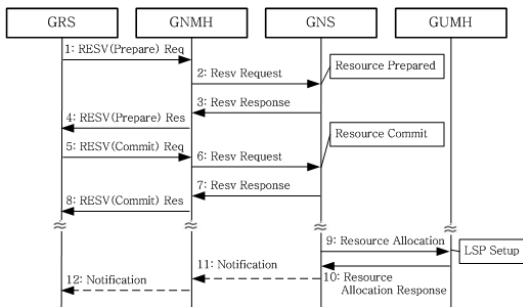 GRS
GNMH
GNS
GUMH
1: RESV(Prepare) Req
2: Resv Request
Resource Prepared
3: Resv Response
4: RESV(Prepare) Res
5: RESV(Commit) Req
Resource Commit
6: Resv Request
7: Resv Response
8: RESV(Commit) Res
9: Resource Allocation
LSP Setup
10: Resource
Allocation Response
11: Notification
12: Notification